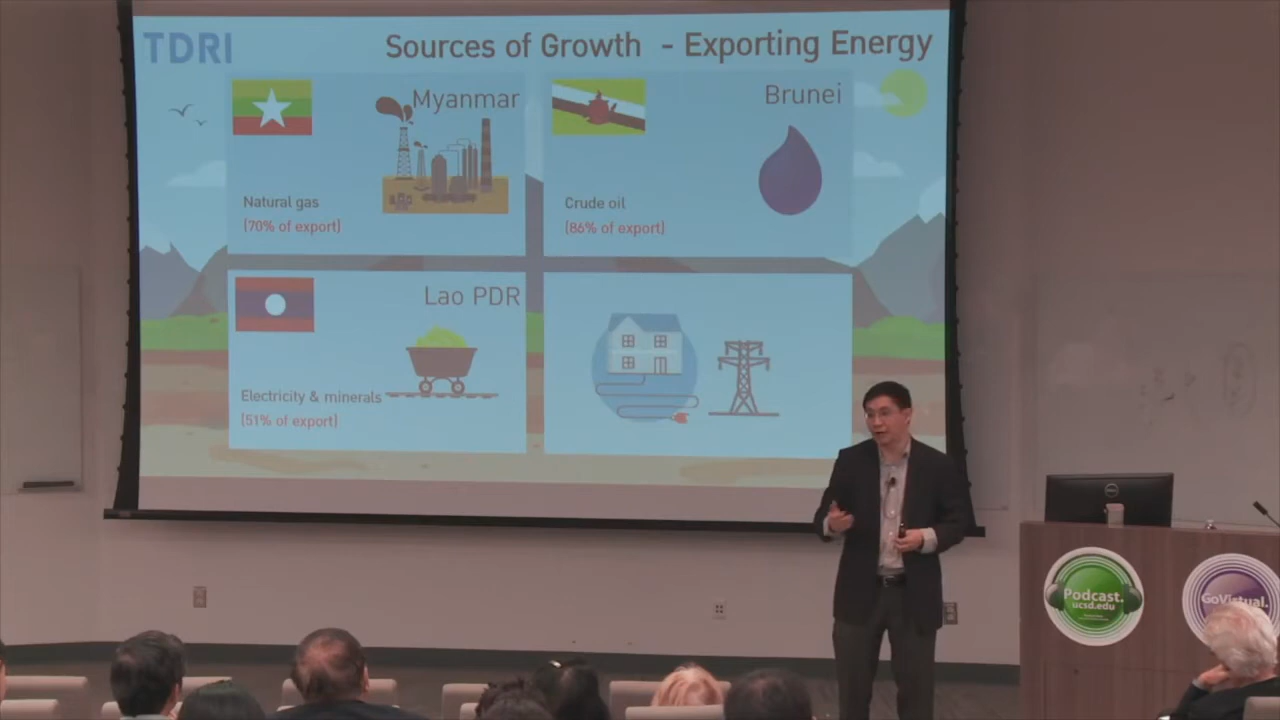 TDRI
Sources of Growth - Exporting Energy
Myanmar
Natural gas
(70% of export)
Brunei
Crude oil
(86% of export)
Lao PDR
Electricity & minerals
(51% of export)
DELL
Podcast.
ucsd.edu
GoVirtual.